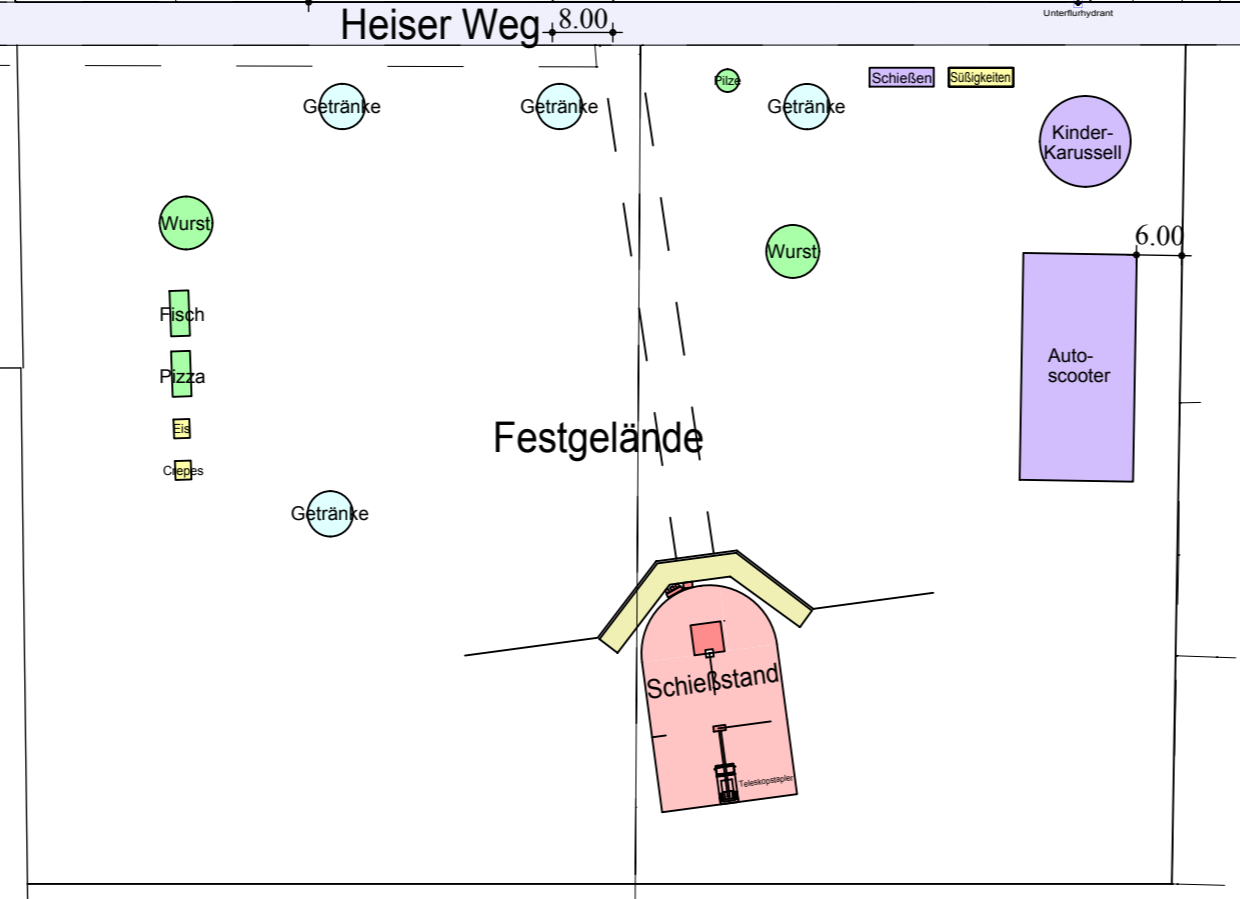 Heiser Weg
8.00
Unterflurhydrant
Getränke
Getränke
Pilze
Getränke
Schießen
Süßigkeiten
Kinder-
Karussell
Wurst
Wurst
6.00
Fisch
Pizza
Auto-
scooter
Eis
Festgelände
Crepes
Getränke
Schießstand
Teleskopstapler